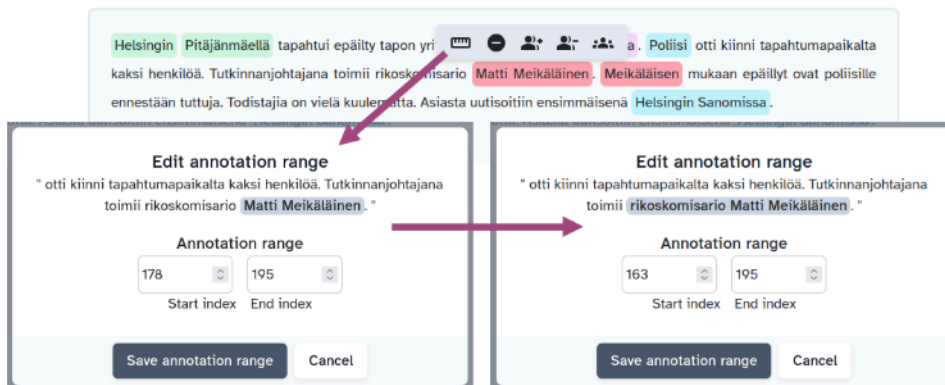 Helsingin Pitäjänmäellä tapahtui epäilty tapon yri a. Poliisi otti kiinni tapahtumapaikalta
kaksi henkilöä. Tutkinnanjohtajana toimii rikoskomisario Matti Meikäläinen. Meikäläisen mukaan epäillyt ovat poliisille
ennestään tuttuja. Todistajia on vielä kuulematta. Asiasta uutisoitiin ensimmäisenä Helsingin Sanomissa.
Edit annotation range
" otti kiinni tapahtumapaikalta kaksi henkilöä. Tutkinnanjohtajana
toimii rikoskomisario Matti Meikäläinen. "
Annotation range
178 195
Start index End index
Save annotation range Cancel
Edit annotation range
" otti kiinni tapahtumapaikalta kaksi henkilöä. Tutkinnanjohtajana
toimii rikoskomisario Matti Meikäläinen. "
Annotation range
163 195
Start index End index
Save annotation range Cancel